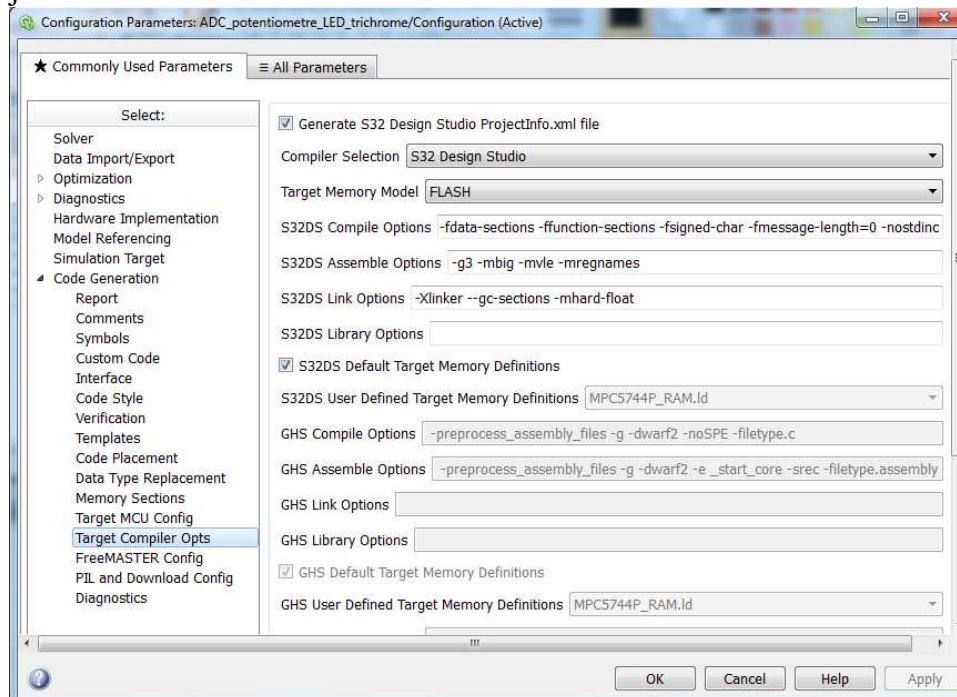 Configuration Parameters: ADC_potentiometre_LED_trichrome/Configuration (Active)
★ Commonly Used Parameters
≡ All Parameters
Select:
Solver
Data Import/Export
Optimization
Diagnostics
Hardware Implementation
Model Referencing
Simulation Target
Code Generation
Report
Comments
Symbols
Custom Code
Interface
Code Style
Verification
Templates
Code Placement
Data Type Replacement
Memory Sections
Target MCU Config
Target Compiler Opts
FreeMASTER Config
PIL and Download Config
Diagnostics
Generate S32 Design Studio ProjectInfo.xml file
Compiler Selection S32 Design Studio
Target Memory Model FLASH
S32DS Compile Options -fdata-sections -ffunction-sections -fsigned-char -fmessage-length=0 -nostdinc
S32DS Assemble Options -g3 -mbig -mvle -mregnames
S32DS Link Options -Xlinker --gc-sections -mhard-float
S32DS Library Options
S32DS Default Target Memory Definitions
S32DS User Defined Target Memory Definitions MPC5744P_RAM.ld
GHS Compile Options -preprocess_assembly_files -g -dwarf2 -noSPE -filetype.c
GHS Assemble Options -preprocess_assembly_files -g -dwarf2 -e _start_core -srec -filetype.assembly
GHS Link Options
GHS Library Options
GHS Default Target Memory Definitions
GHS User Defined Target Memory Definitions MPC5744P_RAM.ld
OK
Cancel
Help
Apply